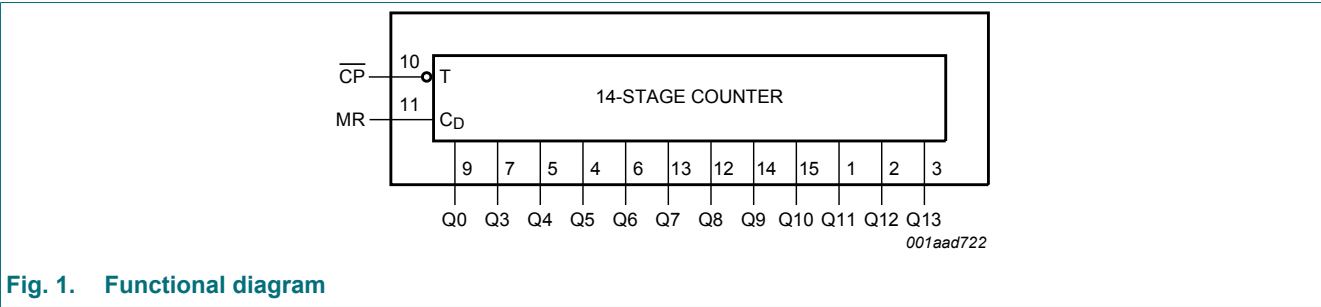 10
CP
T
14-STAGE COUNTER
11
MR
CD
9 7 5 4 6 13 12 14 15 1 2 3
Q0 Q3 Q4 Q5 Q6 Q7 Q8 Q9 Q10 Q11 Q12 Q13
001aad722
Fig. 1. Functional diagram